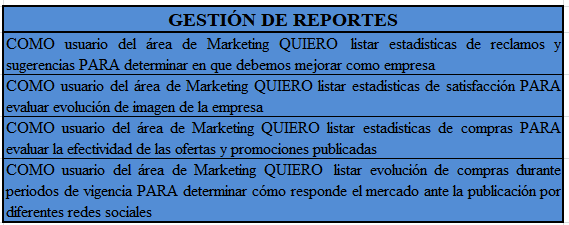 GESTIÓN DE REPORTES
COMO usuario del área de Marketing QUIERO listar estadísticas de reclamos y
sugerencias PARA determinar en que debemos mejorar como empresa
COMO usuario del área de Marketing QUIERO listar estadísticas de satisfacción PARA
evaluar evolución de imagen de la empresa
COMO usuario del área de Marketing QUIERO listar estadísticas de compras PARA
evaluar la efectividad de las ofertas y promociones publicadas
COMO usuario del área de Marketing QUIERO listar evolución de compras durante
periodos de vigencia PARA determinar cómo responde el mercado ante la publicación por
diferentes redes sociales